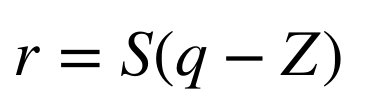 r = S(q − Z)